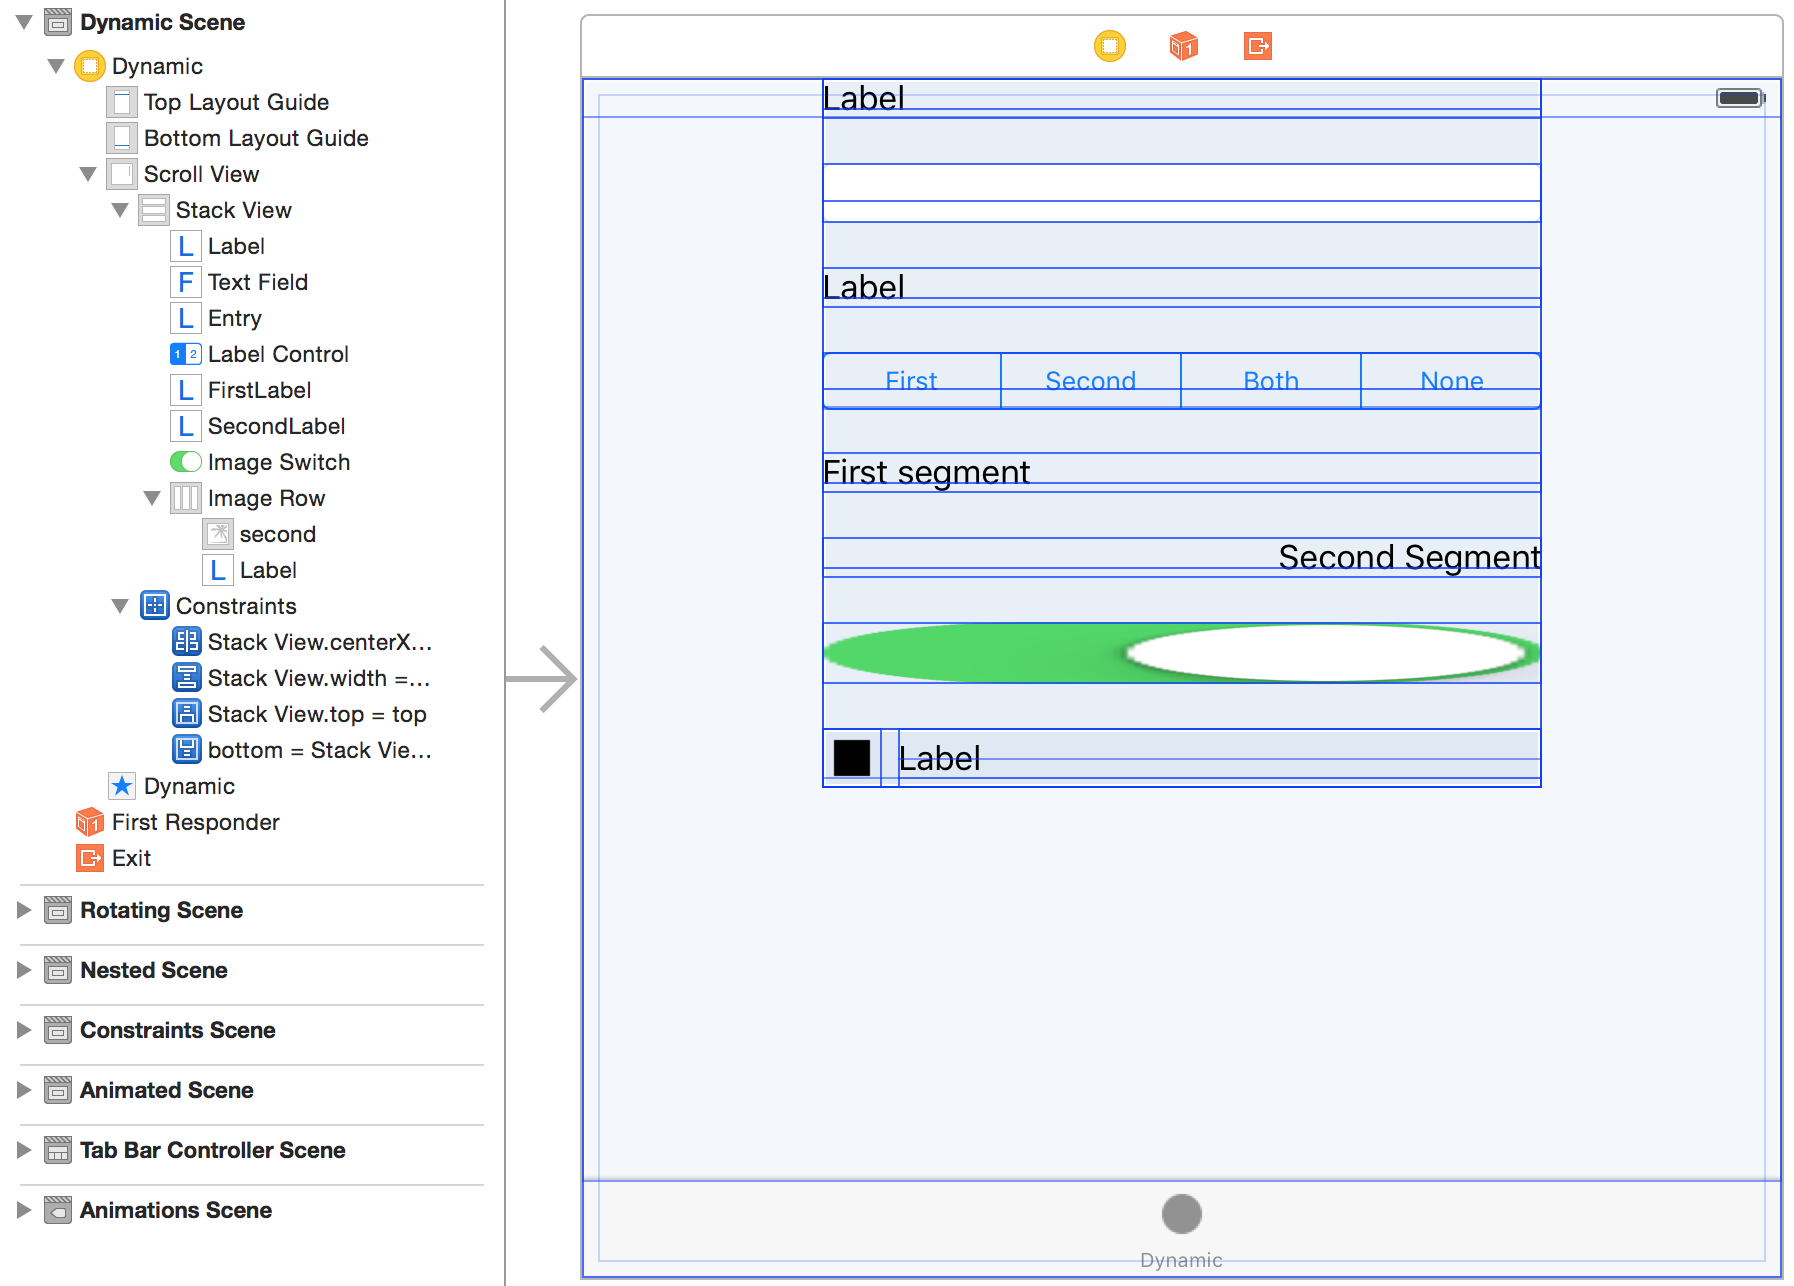 Dynamic Scene
Dynamic
Top Layout Guide
Bottom Layout Guide
Scroll View
Stack View
L Label
F Text Field
L Entry
1 2 Label Control
L FirstLabel
L SecondLabel
Image Switch
Image Row
second
L Label
Constraints
Stack View.centerX...
Stack View.width =...
Stack View.top = top
bottom = Stack Vie...
Dynamic
First Responder
Exit
Rotating Scene
Nested Scene
Constraints Scene
Animated Scene
Tab Bar Controller Scene
Animations Scene
1
Label
Label
First Second Both None
First segment
Second Segment
Label
Dynamic